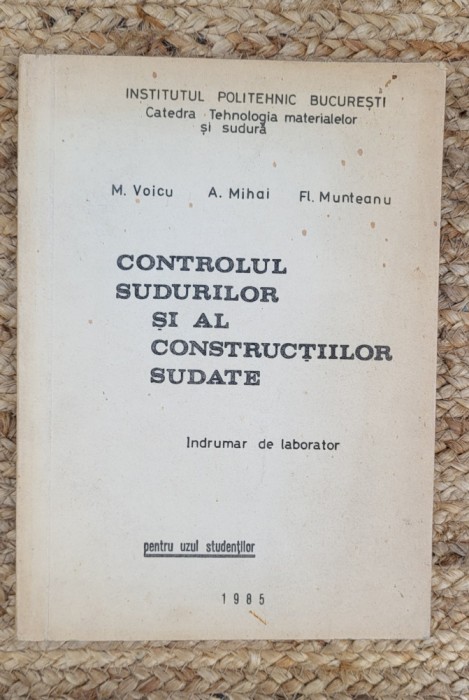 INSTITUTUL POLITEHNIC BUCUREȘTI
Catedra Tehnologia materialelor
și sudură
M. Voicu A. Mihai Fl. Munteanu
CONTROLUL
SUDURILOR
ȘI AL
CONSTRUCȚIILOR
SUDATE
Indrumar de laborator
pentru uzul studenților
1985